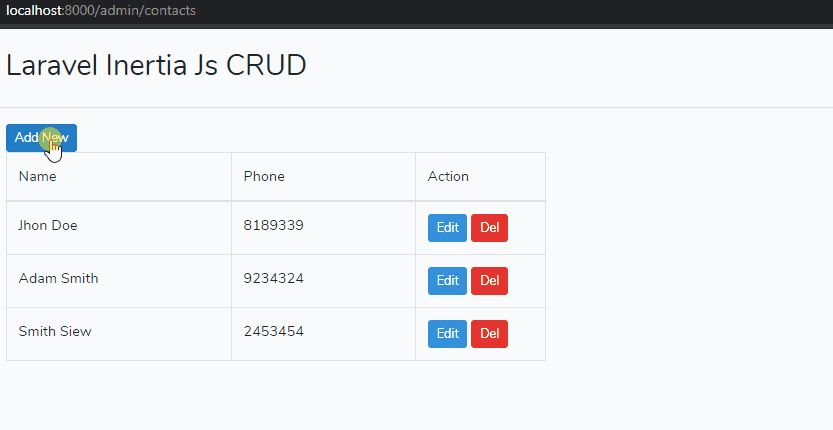 localhost:8000/admin/contacts
Laravel Inertia Js CRUD
Add New
Name Phone Action
Jhon Doe 8189339 Edit Del
Adam Smith 9234324 Edit Del
Smith Siew 2453454 Edit Del